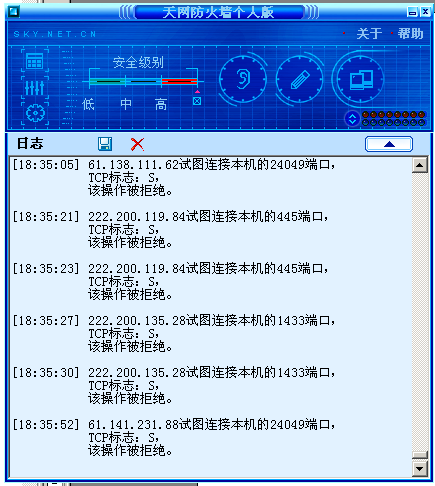 天网防火墙个人版
SKY.NET.CN
关于
帮助
安全级别
低 中 高
日志
[18:35:05] 61.138.111.62试图连接本机的24049端口，
TCP标志：S，
该操作被拒绝。
[18:35:21] 222.200.119.84试图连接本机的445端口，
TCP标志：S，
该操作被拒绝。
[18:35:23] 222.200.119.84试图连接本机的445端口，
TCP标志：S，
该操作被拒绝。
[18:35:27] 222.200.135.28试图连接本机的1433端口，
TCP标志：S，
该操作被拒绝。
[18:35:30] 222.200.135.28试图连接本机的1433端口，
TCP标志：S，
该操作被拒绝。
[18:35:52] 61.141.231.88试图连接本机的24049端口，
TCP标志：S，
该操作被拒绝。